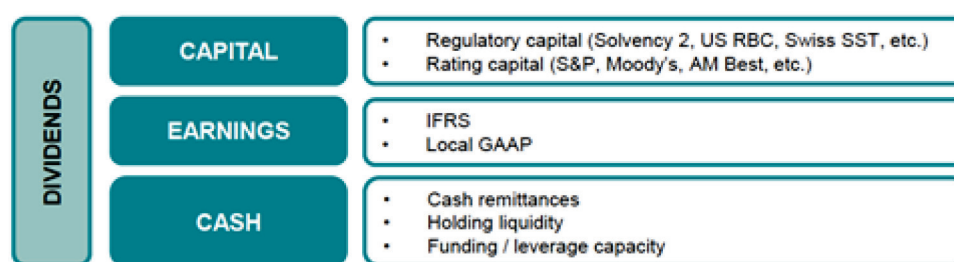 DIVIDENDS
CAPITAL
• Regulatory capital (Solvency 2, US RBC, Swiss SST, etc.)
• Rating capital (S&P, Moody's, AM Best, etc.)
EARNINGS
• IFRS
• Local GAAP
CASH
• Cash remittances
• Holding liquidity
• Funding / leverage capacity